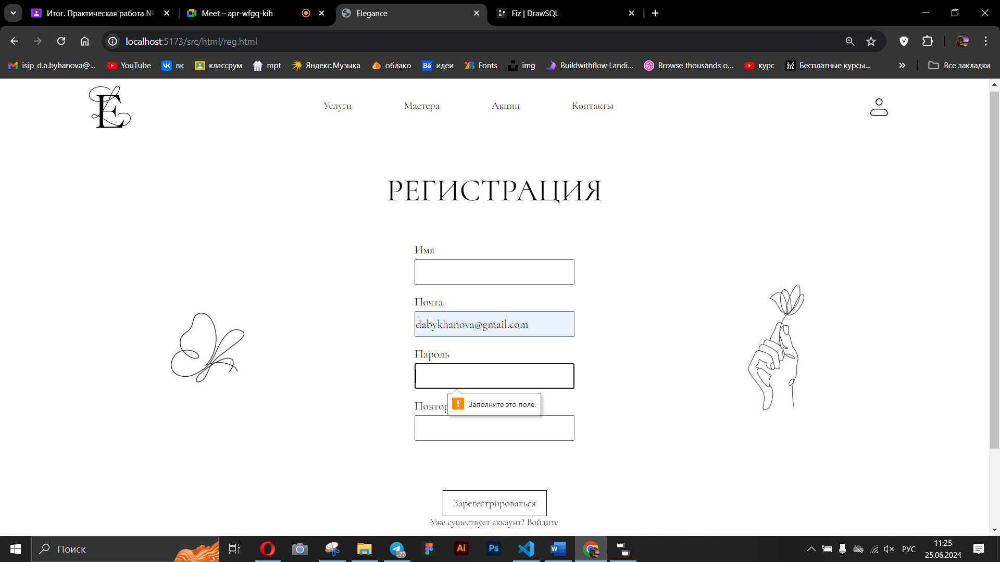 Итог. Практическая работа №
Meet – apr-wfgq-kih
Elegance
Fiz | DrawSQL
localhost:5173/src/html/reg.html
isip_d.a.byhanova@...
YouTube
вк
классрум
mpt
Яндекс.Музыка
облако
Bē идеи
Fonts
img
Buildwithflow Landi...
Browse thousands o...
курс
Бесплатные курсы...
Все закладки
E
Услуги
Мастера
Акции
Контакты
РЕГИСТРАЦИЯ
Имя
Почта
dabykhanova@gmail.com
Пароль
Заполните это поле.
Зарегестрироваться
Уже существует аккаунт? Войдите
Поиск
..77
Ai
Ps
РУС
11:25
25.06.2024